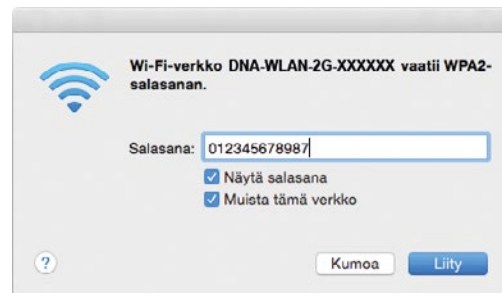 Wi-Fi-verkko DNA-WLAN-2G-XXXXXX vaatii WPA2-
salasanan.
Salasana: 012345678987
Näytä salasana
Muista tämä verkko
? Kumoa Liity